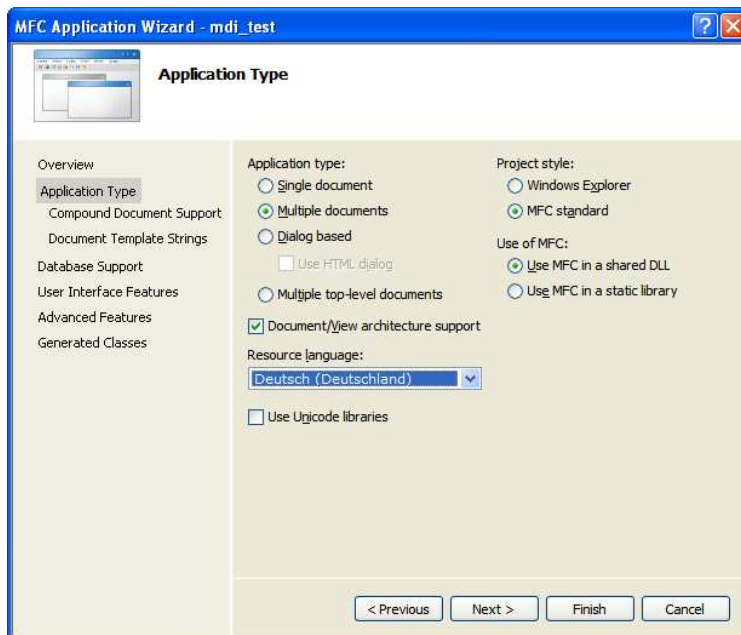 MFC Application Wizard - mdi_test
Application Type
Overview
Application Type
Compound Document Support
Document Template Strings
Database Support
User Interface Features
Advanced Features
Generated Classes
Application type:
Single document
Multiple documents
Dialog based
Use HTML dialog
Multiple top-level documents
Document/View architecture support
Resource language:
Deutsch (Deutschland)
Use Unicode libraries
Project style:
Windows Explorer
MFC standard
Use of MFC:
Use MFC in a shared DLL
Use MFC in a static library
< Previous
Next >
Finish
Cancel